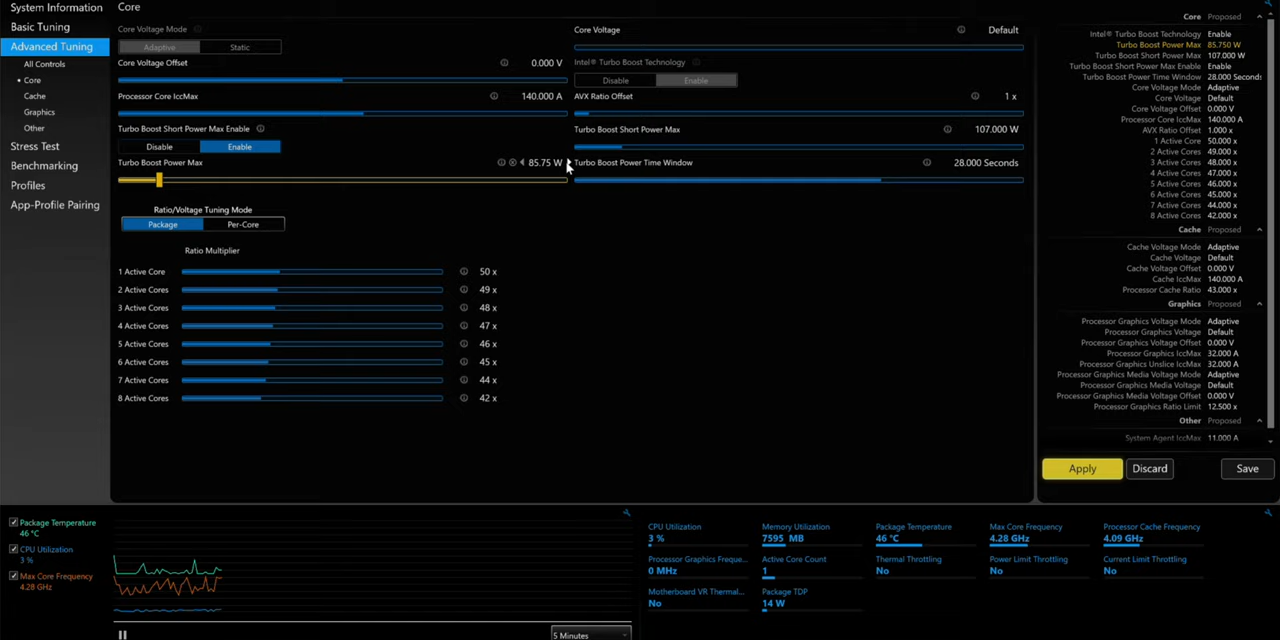 System Information
Basic Tuning
Advanced Tuning
All Controls
Core
Cache
Graphics
Other
Stress Test
Benchmarking
Profiles
App-Profile Pairing
Core
Core Voltage Mode
Adaptive Static
Core Voltage Offset 0.000 V
Processor Core IccMax 140.000 A
Turbo Boost Short Power Max Enable
Disable Enable
Turbo Boost Power Max 85.75 W
Core Voltage Default
Intel® Turbo Boost Technology
Disable Enable
AVX Ratio Offset 1 x
Turbo Boost Short Power Max 107.000 W
Turbo Boost Power Time Window 28.000 Seconds
Ratio/Voltage Tuning Mode
Package Per-Core
Ratio Multiplier
1 Active Core 50 x
2 Active Cores 49 x
3 Active Cores 48 x
4 Active Cores 47 x
5 Active Cores 46 x
6 Active Cores 45 x
7 Active Cores 44 x
8 Active Cores 42 x
Core Proposed
Intel® Turbo Boost Technology Enable
Turbo Boost Power Max 85.750 W
Turbo Boost Short Power Max 107.000 W
Turbo Boost Short Power Max Enable Enable
Turbo Boost Power Time Window 28.000 Seconds
Core Voltage Mode Adaptive
Core Voltage Default
Core Voltage Offset 0.000 V
Processor Core IccMax 140.000 A
AVX Ratio Offset 1.000 x
1 Active Core 50.000 x
2 Active Cores 49.000 x
3 Active Cores 48.000 x
4 Active Cores 47.000 x
5 Active Cores 46.000 x
6 Active Cores 45.000 x
7 Active Cores 44.000 x
8 Active Cores 42.000 x
Cache Proposed
Cache Voltage Mode Adaptive
Cache Voltage Default
Cache Voltage Offset 0.000 V
Cache IccMax 140.000 A
Processor Cache Ratio 43.000 x
Graphics Proposed
Processor Graphics Voltage Mode Adaptive
Processor Graphics Voltage Default
Processor Graphics Voltage Offset 0.000 V
Processor Graphics IccMax 32.000 A
Processor Graphics Unslice IccMax 32.000 A
Processor Graphics Media Voltage Mode Adaptive
Processor Graphics Media Voltage Default
Processor Graphics Media Voltage Offset 0.000 V
Processor Graphics Ratio Limit 12.500 x
Other Proposed
System Agent IccMax 11.000 A
Apply Discard Save
Package Temperature
46 °C
CPU Utilization
3 %
Max Core Frequency
4.28 GHz
5 Minutes
CPU Utilization
3 %
Memory Utilization
7595 MB
Package Temperature
46 °C
Max Core Frequency
4.28 GHz
Processor Cache Frequency
4.09 GHz
Processor Graphics Freque...
0 MHz
Active Core Count
1
Thermal Throttling
No
Power Limit Throttling
No
Current Limit Throttling
No
Motherboard VR Thermal...
No
Package TDP
14 W